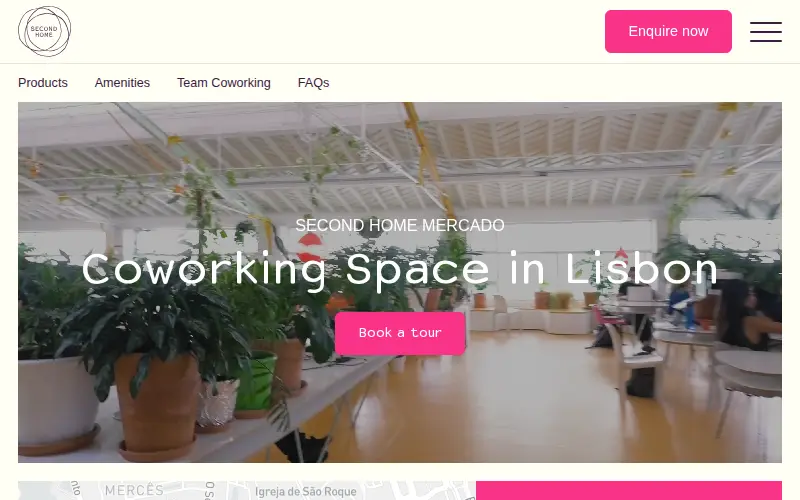 SECOND
HOME
Enquire now
Products
Amenities
Team Coworking
FAQs
SECOND HOME MERCADO
Coworking Space in Lisbon
Book a tour
MERCÊS
Igreja de São Roque